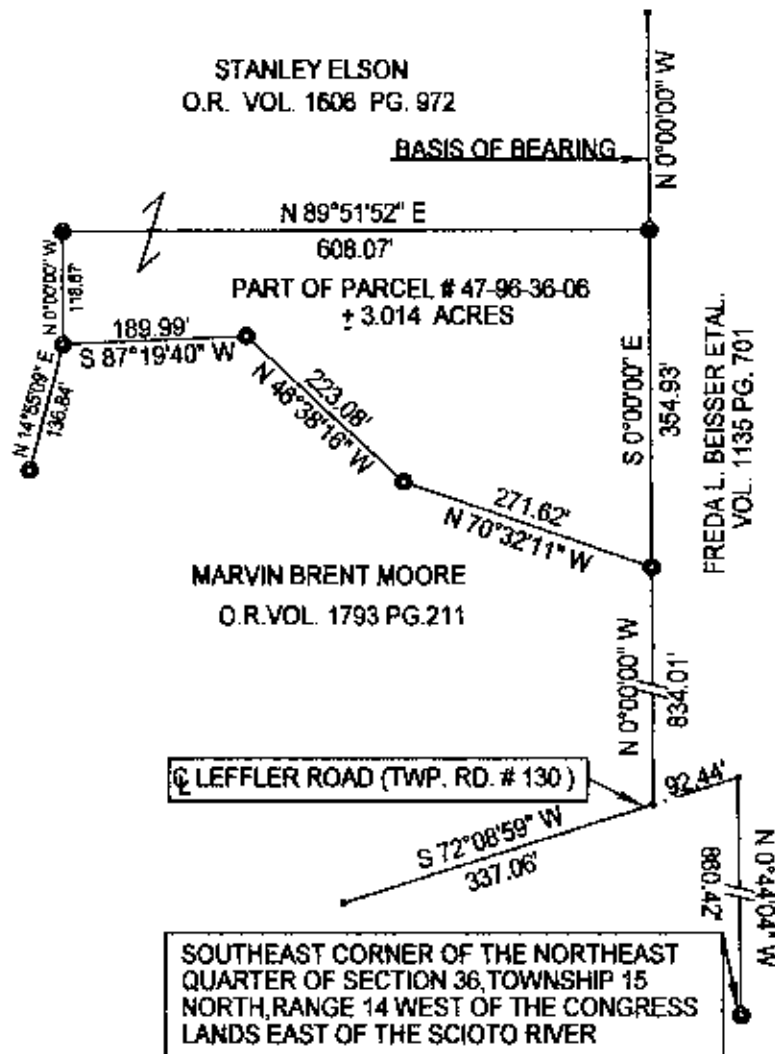 STANLEY ELSON
O.R. VOL. 1506 PG. 972
N 0°00'00" W
BASIS OF BEARING
N 89°51'52" E
608.07'
N 0°00'00" W
118.67'
PART OF PARCEL # 47-96-36-06
± 3.014 ACRES
189.99'
S 87°19'40" W
223.08'
N 46°38'16" W
N 14°55'09" E
136.84'
S 0°00'00" E
354.93'
FREDA L. BEISSER ETAL.
VOL. 1135 PG. 701
271.62'
N 70°32'11" W
MARVIN BRENT MOORE
O.R.VOL. 1793 PG.211
N 0°00'00" W
834.01'
℄ LEFFLER ROAD (TWP. RD. # 130 )
92.44'
S 72°08'59" W
337.06'
N 0°44'04" W
860.42'
SOUTHEAST CORNER OF THE NORTHEAST
QUARTER OF SECTION 36,TOWNSHIP 15
NORTH,RANGE 14 WEST OF THE CONGRESS
LANDS EAST OF THE SCIOTO RIVER